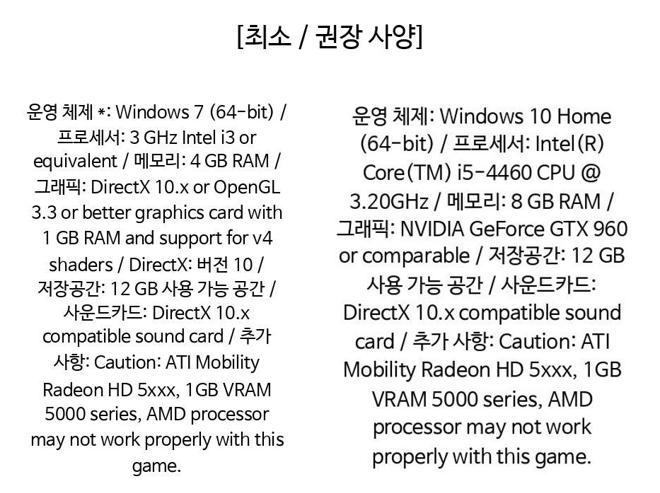 [최소 / 권장 사양]
운영 체제 *: Windows 7 (64-bit) /
프로세서: 3 GHz Intel i3 or
equivalent / 메모리: 4 GB RAM /
그래픽: DirectX 10.x or OpenGL
3.3 or better graphics card with
1 GB RAM and support for v4
shaders / DirectX: 버전 10 /
저장공간: 12 GB 사용 가능 공간 /
사운드카드: DirectX 10.x
compatible sound card / 추가
사항: Caution: ATI Mobility
Radeon HD 5xxx, 1GB VRAM
5000 series, AMD processor
may not work properly with this
game.
운영 체제: Windows 10 Home
(64-bit) / 프로세서: Intel(R)
Core(TM) i5-4460 CPU @
3.20GHz / 메모리: 8 GB RAM /
그래픽: NVIDIA GeForce GTX 960
or comparable / 저장공간: 12 GB
사용 가능 공간 / 사운드카드:
DirectX 10.x compatible sound
card / 추가 사항: Caution: ATI
Mobility Radeon HD 5xxx, 1GB
VRAM 5000 series, AMD
processor may not work
properly with this game.